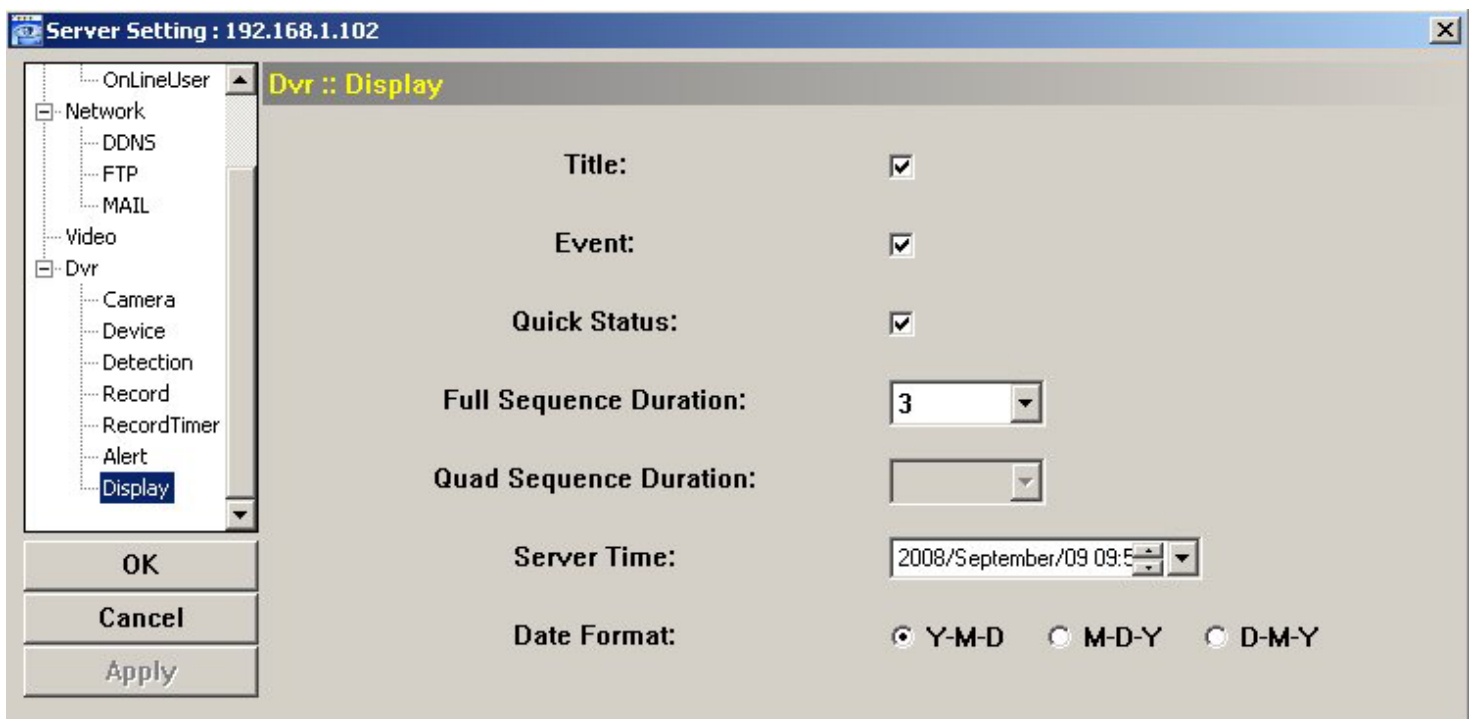 Server Setting : 192.168.1.102
OnLineUser
Network
DDNS
FTP
MAIL
Video
Dvr
Camera
Device
Detection
Record
RecordTimer
Alert
Display
OK
Cancel
Apply
Dvr :: Display
Title:
Event:
Quick Status:
Full Sequence Duration: 3
Quad Sequence Duration:
Server Time: 2008/September/09 09:5
Date Format: Y-M-D M-D-Y D-M-Y